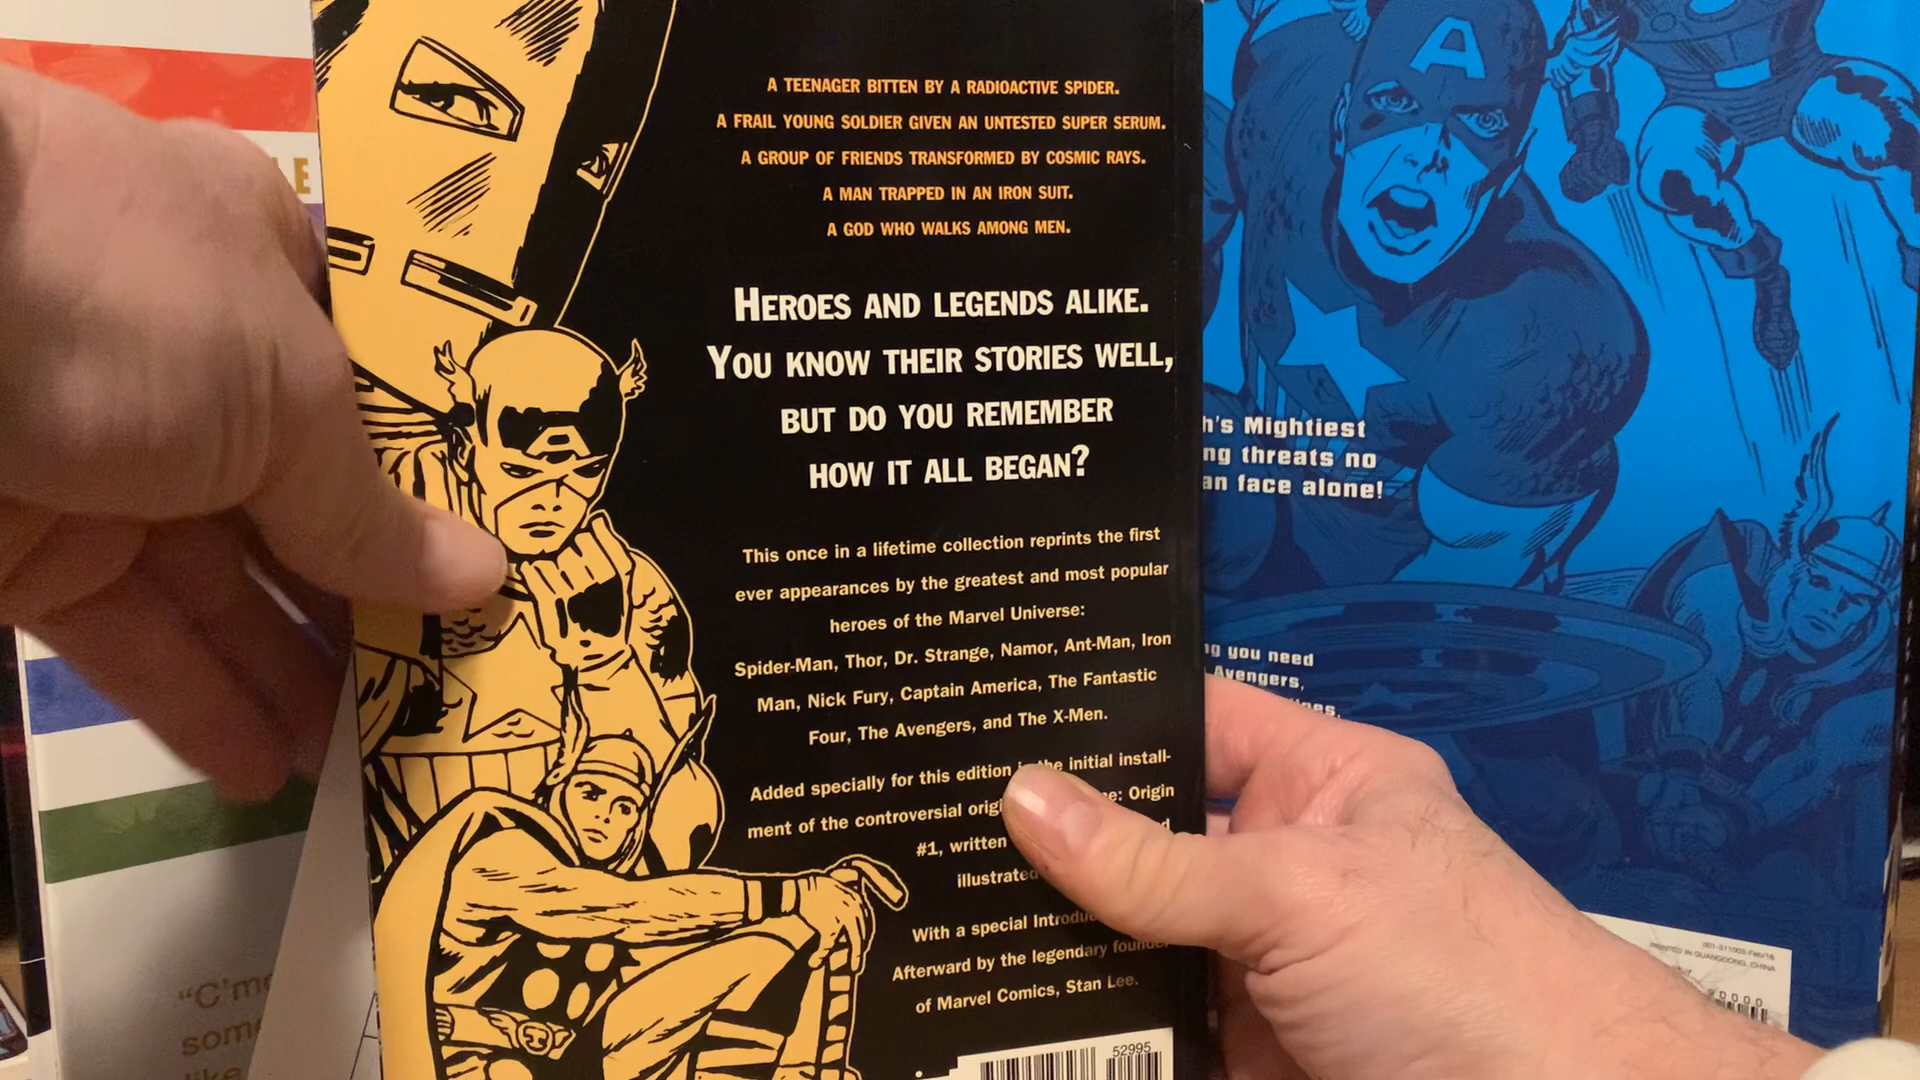 A TEENAGER BITTEN BY A RADIOACTIVE SPIDER.
A FRAIL YOUNG SOLDIER GIVEN AN UNTESTED SUPER SERUM.
A GROUP OF FRIENDS TRANSFORMED BY COSMIC RAYS.
A MAN TRAPPED IN AN IRON SUIT.
A GOD WHO WALKS AMONG MEN.
HEROES AND LEGENDS ALIKE.
YOU KNOW THEIR STORIES WELL,
BUT DO YOU REMEMBER
HOW IT ALL BEGAN?
This once in a lifetime collection reprints the first
ever appearances by the greatest and most popular
heroes of the Marvel Universe:
Spider-Man, Thor, Dr. Strange, Namor, Ant-Man, Iron
Man, Nick Fury, Captain America, The Fantastic
Four, The Avengers, and The X-Men.
Added specially for this edition the initial install-
ment of the controversial Origin
#1, written
illustrated
With a special
Afterward by the legendary founder
of Marvel Comics, Stan Lee.
52995
A
h's Mightiest
ng threats no
an face alone!
ng you need
Avengers,
PRINTED IN GUANGDONG, CHINA
0000
E
"C'me
som
like